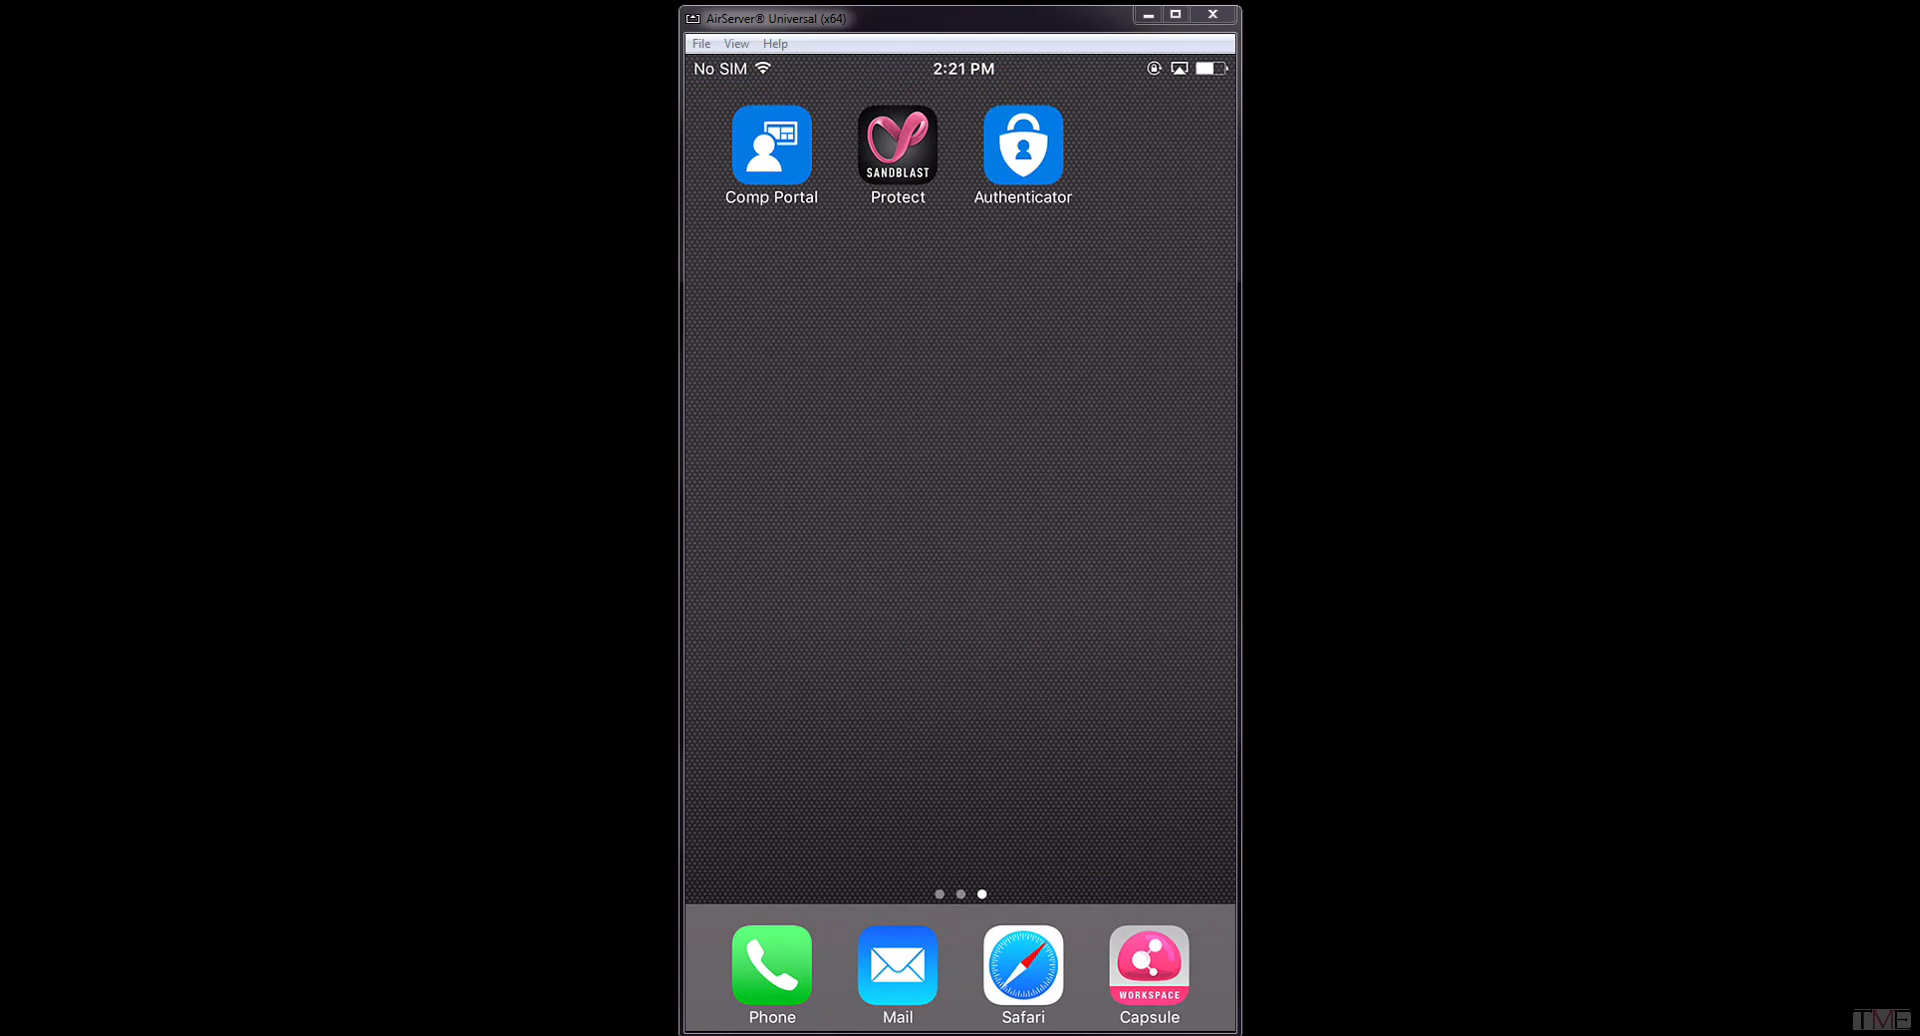 AirServer® Universal (x64)
File View Help
No SIM 2:21 PM
SANDBLAST
Comp Portal Protect Authenticator
WORKSPACE
Phone Mail Safari Capsule
TME